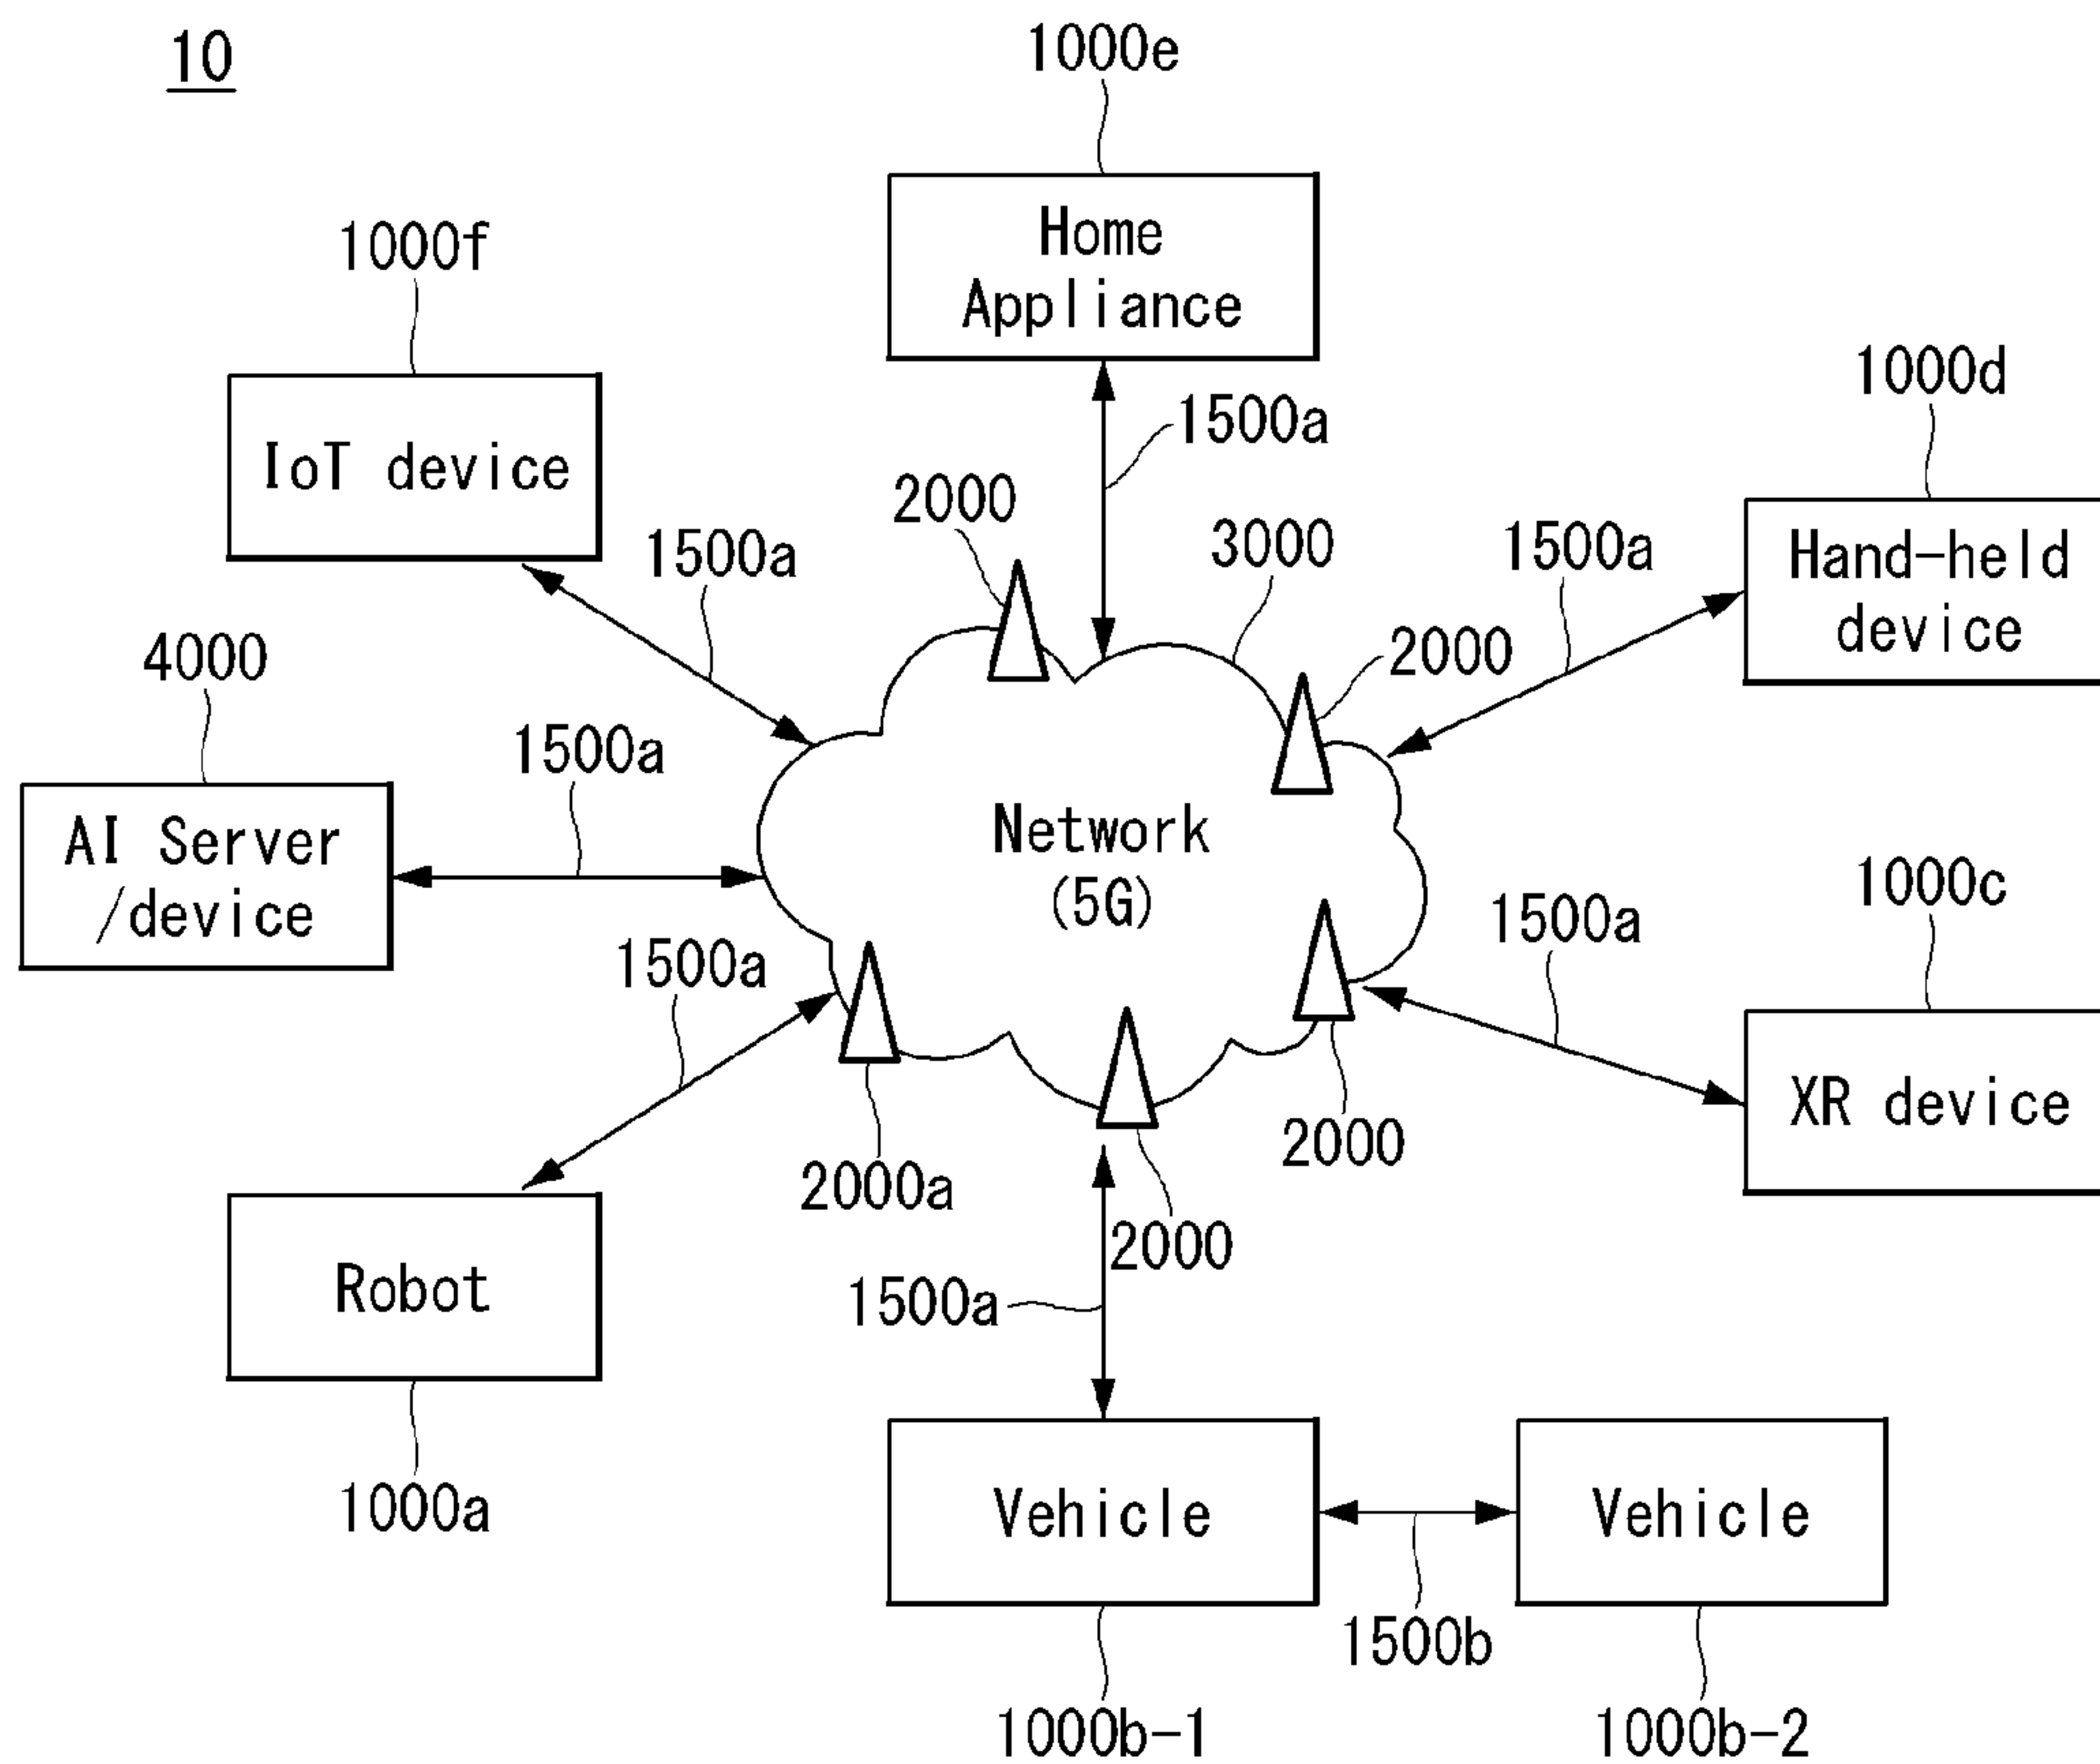 10
1000e
Home
Appliance
1000f
IoT device
1500a
1000d
Hand-held
device
2000
3000
1500a
1500a
2000
4000
AI Server
/device
1500a
Network
(5G)
1000c
XR device
1500a
1500a
2000a
2000
2000
Robot
1000a
1500a
Vehicle
Vehicle
1500b
1000b-1
1000b-2